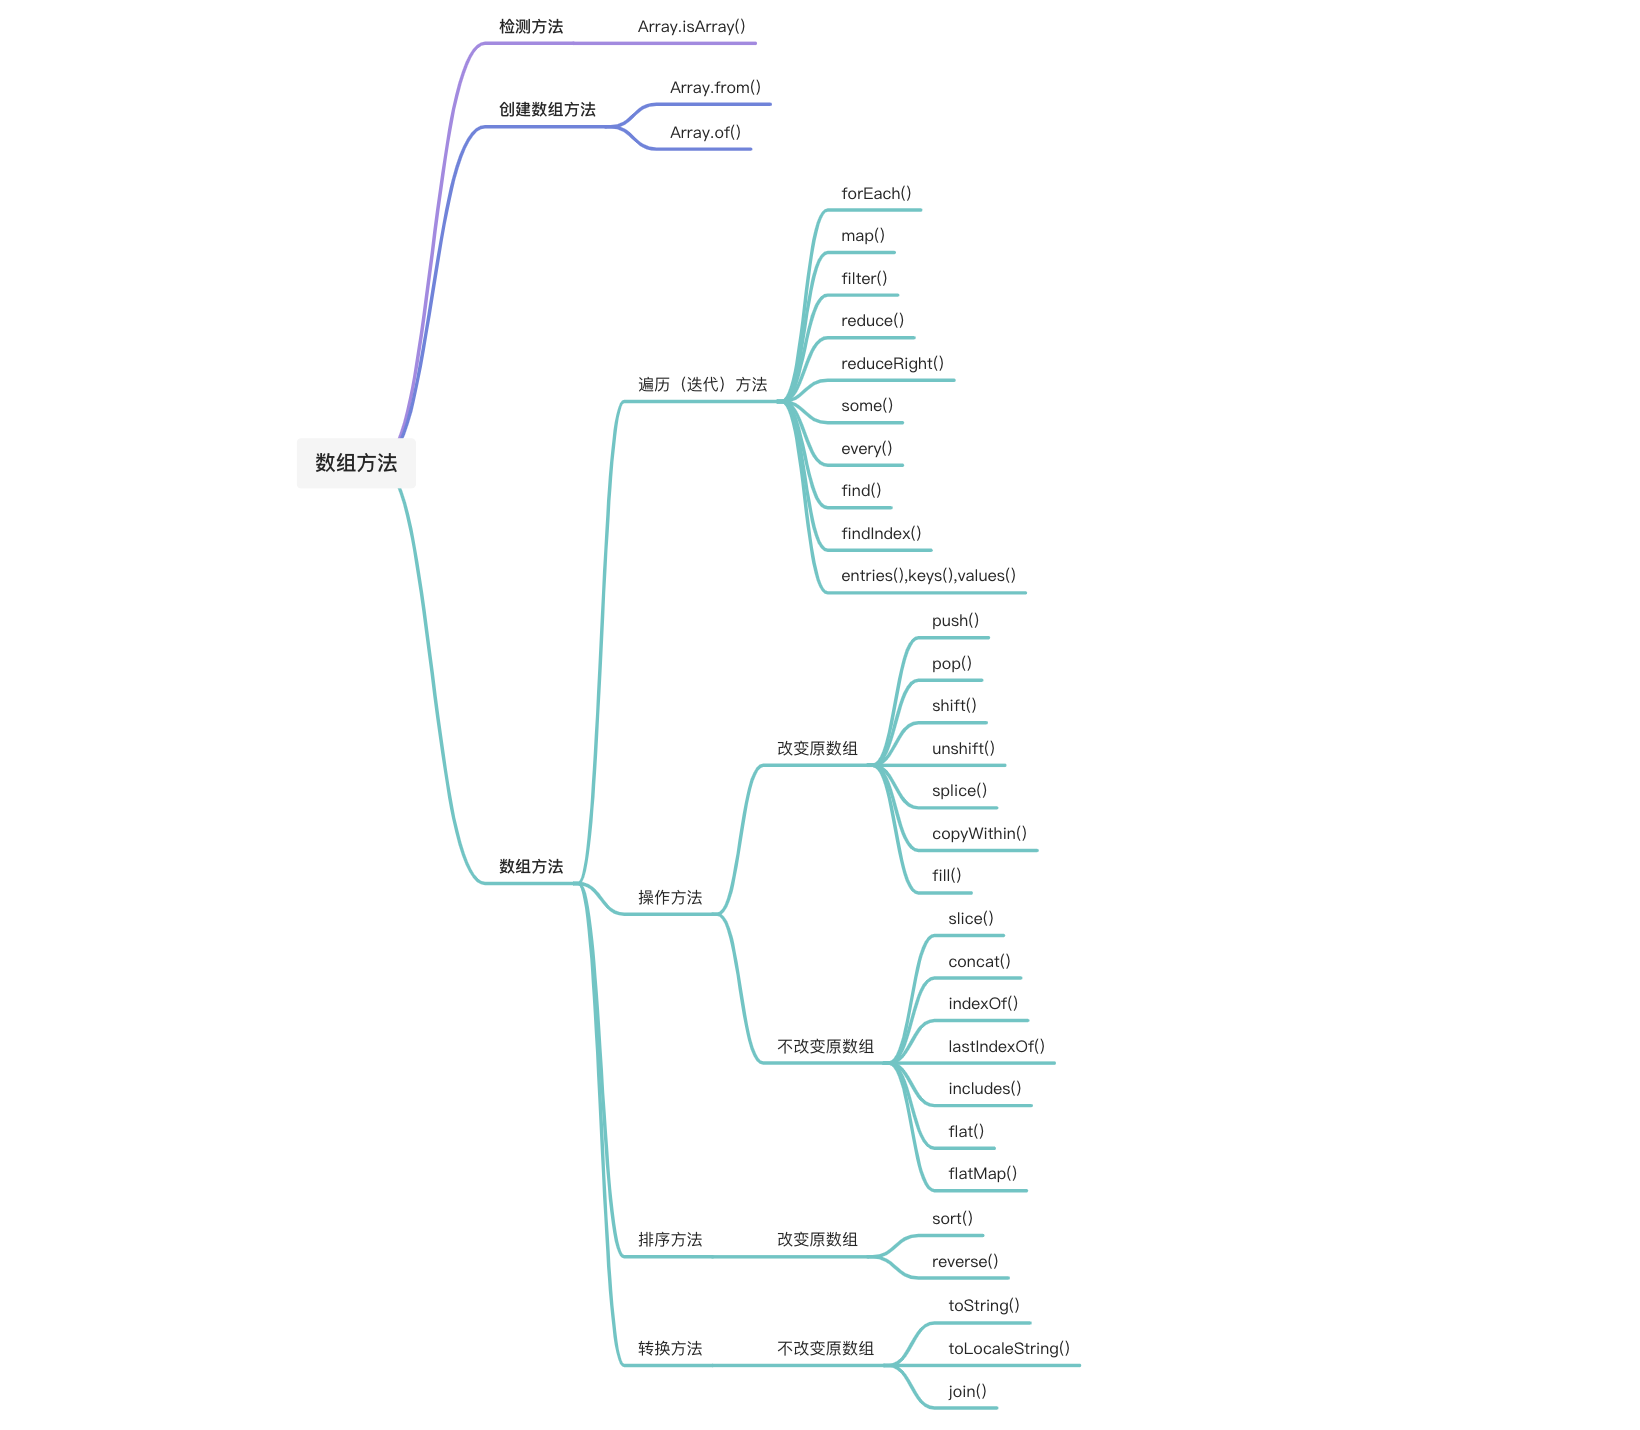 检测方法
Array.isArray()
创建数组方法
Array.from()
Array.of()
数组方法
数组方法
遍历（迭代）方法
forEach()
map()
filter()
reduce()
reduceRight()
some()
every()
find()
findIndex()
entries(),keys(),values()
操作方法
改变原数组
push()
pop()
shift()
unshift()
splice()
copyWithin()
fill()
不改变原数组
slice()
concat()
indexOf()
lastIndexOf()
includes()
flat()
flatMap()
排序方法
改变原数组
sort()
reverse()
转换方法
不改变原数组
toString()
toLocaleString()
join()